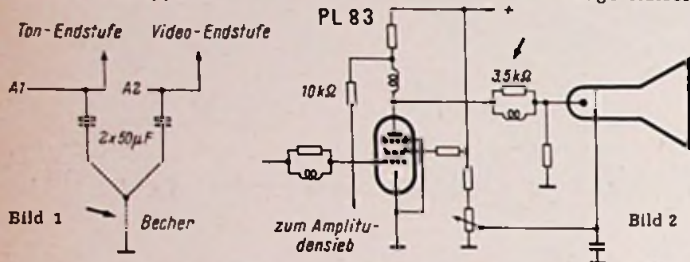 Ton-Endstufe
Video-Endstufe
A1
A2
2x50µF
Becher
Bild 1
PL 83
+
10kΩ
3,5kΩ
zum Amplitu-
densieb
Bild 2